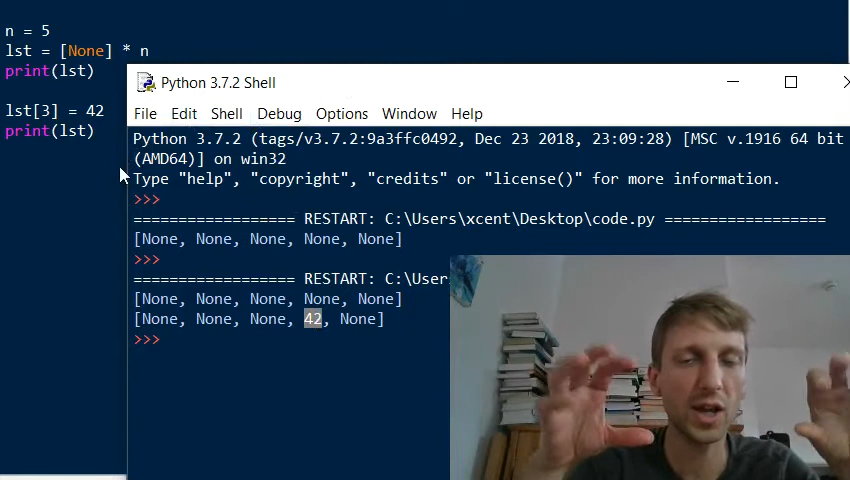 n = 5
lst = [None] * n
print(lst)
lst[3] = 42
print(lst)
Python 3.7.2 Shell
File Edit Shell Debug Options Window Help
Python 3.7.2 (tags/v3.7.2:9a3ffc0492, Dec 23 2018, 23:09:28) [MSC v.1916 64 bit
(AMD64)] on win32
Type "help", "copyright", "credits" or "license()" for more information.
>>>
================== RESTART: C:\Users\xcent\Desktop\code.py ==================
[None, None, None, None, None]
>>>
================== RESTART: C:\User
[None, None, None, None, None]
[None, None, None, 42, None]
>>>